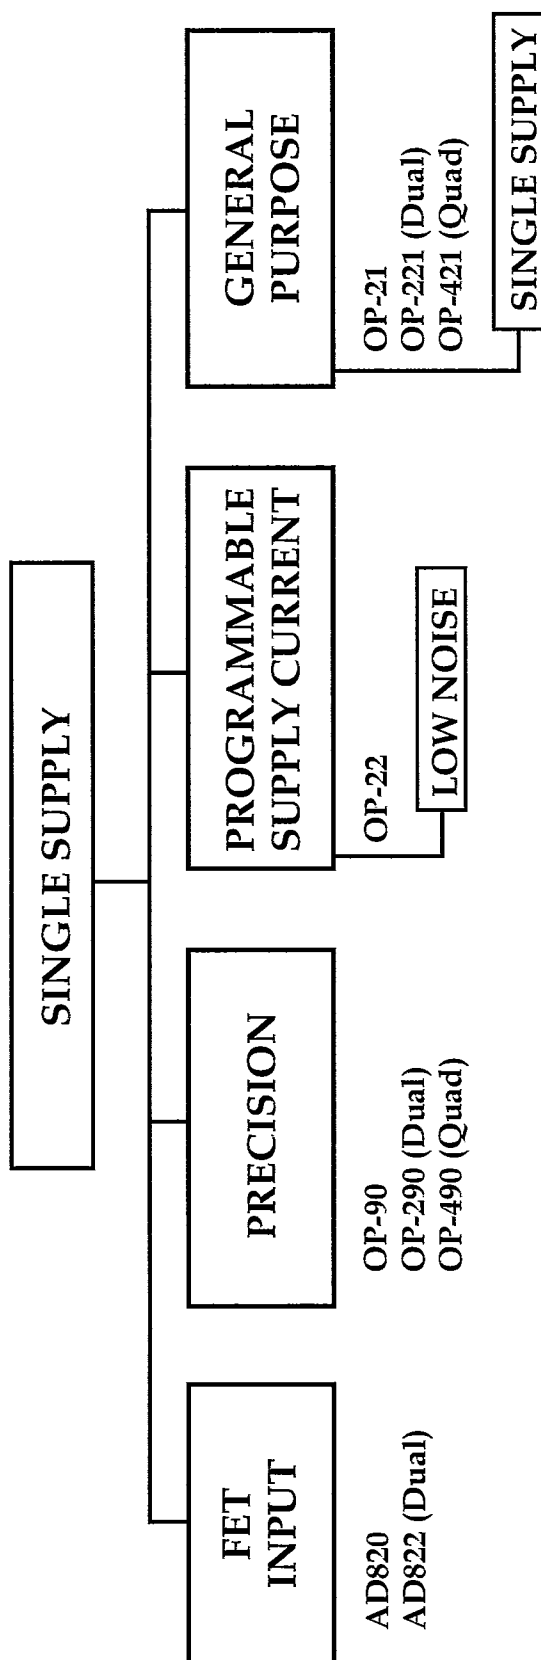 SINGLE SUPPLY
FET
INPUT
AD820
AD822 (Dual)
PRECISION
OP-90
OP-290 (Dual)
OP-490 (Quad)
PROGRAMMABLE
SUPPLY CURRENT
OP-22
LOW NOISE
GENERAL
PURPOSE
OP-21
OP-221 (Dual)
OP-421 (Quad)
SINGLE SUPPLY